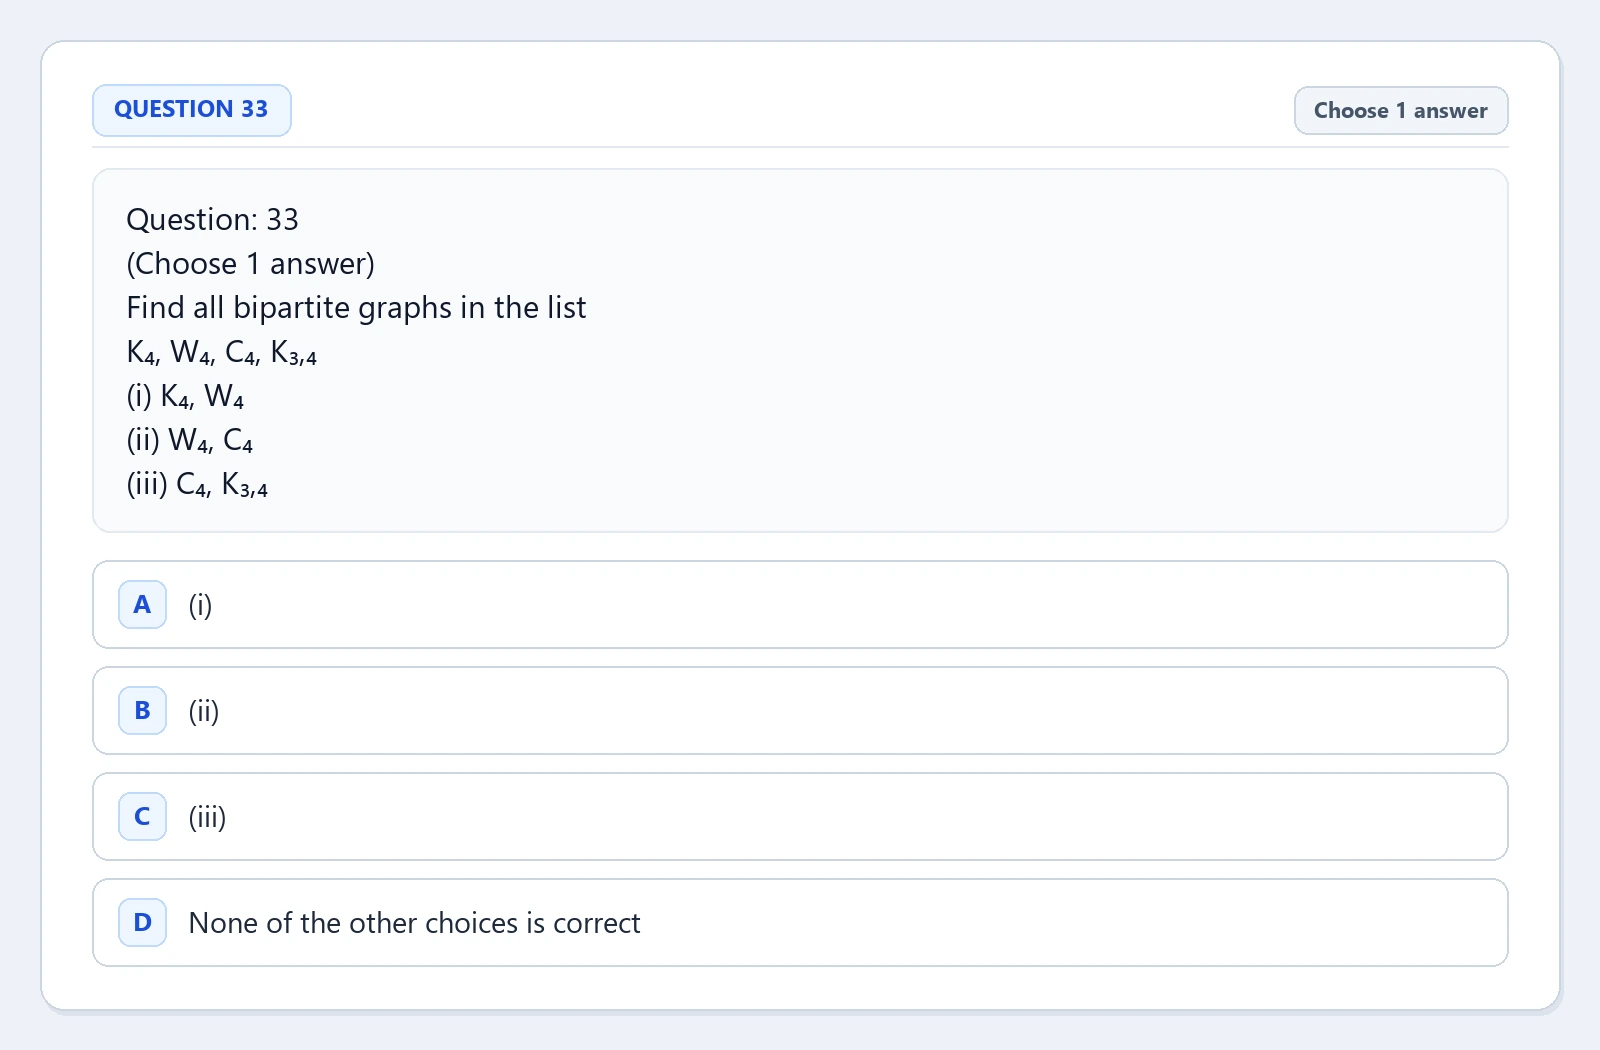 QUESTION 33
Choose 1 answer
Question: 33
(Choose 1 answer)
Find all bipartite graphs in the list
K₄, W₄, C₄, K₃,₄
(i) K₄, W₄
(ii) W₄, C₄
(iii) C₄, K₃,₄
A (i)
B (ii)
C (iii)
D None of the other choices is correct